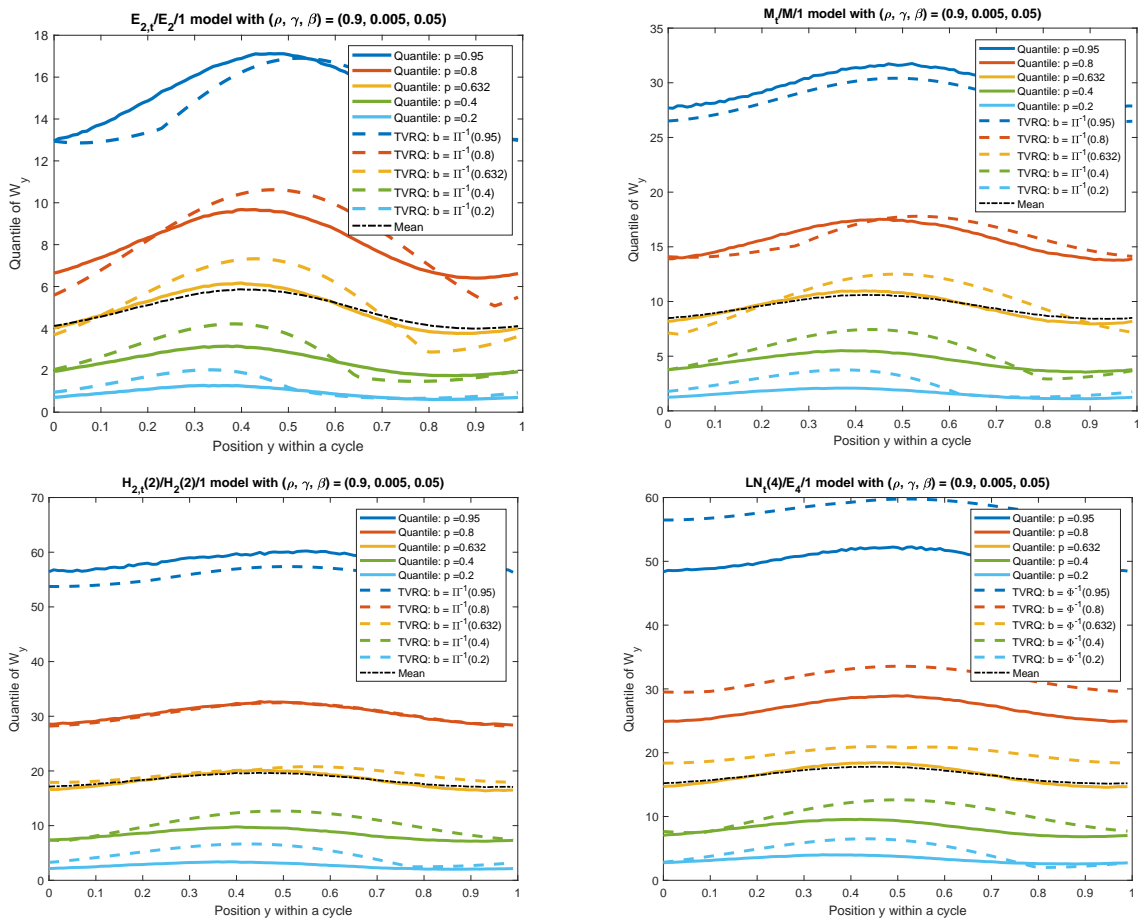 E2,t/E2/1 model with (ρ, γ, β) = (0.9, 0.005, 0.05)
18
16
14
12
10
8
6
4
2
0
Quantile of Wy
Quantile: p =0.95
Quantile: p =0.8
Quantile: p =0.632
Quantile: p =0.4
Quantile: p =0.2
TVRQ: b = Π-1(0.95)
TVRQ: b = Π-1(0.8)
TVRQ: b = Π-1(0.632)
TVRQ: b = Π-1(0.4)
TVRQ: b = Π-1(0.2)
Mean
0 0.1 0.2 0.3 0.4 0.5 0.6 0.7 0.8 0.9 1
Position y within a cycle
Mt/M/1 model with (ρ, γ, β) = (0.9, 0.005, 0.05)
35
30
25
20
15
10
5
0
Quantile of Wy
Quantile: p =0.95
Quantile: p =0.8
Quantile: p =0.632
Quantile: p =0.4
Quantile: p =0.2
TVRQ: b = Π-1(0.95)
TVRQ: b = Π-1(0.8)
TVRQ: b = Π-1(0.632)
TVRQ: b = Π-1(0.4)
TVRQ: b = Π-1(0.2)
Mean
0 0.1 0.2 0.3 0.4 0.5 0.6 0.7 0.8 0.9 1
Position y within a cycle
H2,t(2)/H2(2)/1 model with (ρ, γ, β) = (0.9, 0.005, 0.05)
70
60
50
40
30
20
10
0
Quantile of Wy
Quantile: p =0.95
Quantile: p =0.8
Quantile: p =0.632
Quantile: p =0.4
Quantile: p =0.2
TVRQ: b = Π-1(0.95)
TVRQ: b = Π-1(0.8)
TVRQ: b = Π-1(0.632)
TVRQ: b = Π-1(0.4)
TVRQ: b = Π-1(0.2)
Mean
0 0.1 0.2 0.3 0.4 0.5 0.6 0.7 0.8 0.9 1
Position y within a cycle
LNt(4)/E4/1 model with (ρ, γ, β) = (0.9, 0.005, 0.05)
60
50
40
30
20
10
0
Quantile of Wy
Quantile: p =0.95
Quantile: p =0.8
Quantile: p =0.632
Quantile: p =0.4
Quantile: p =0.2
TVRQ: b = Φ-1(0.95)
TVRQ: b = Φ-1(0.8)
TVRQ: b = Φ-1(0.632)
TVRQ: b = Φ-1(0.4)
TVRQ: b = Φ-1(0.2)
Mean
0 0.1 0.2 0.3 0.4 0.5 0.6 0.7 0.8 0.9 1
Position y within a cycle